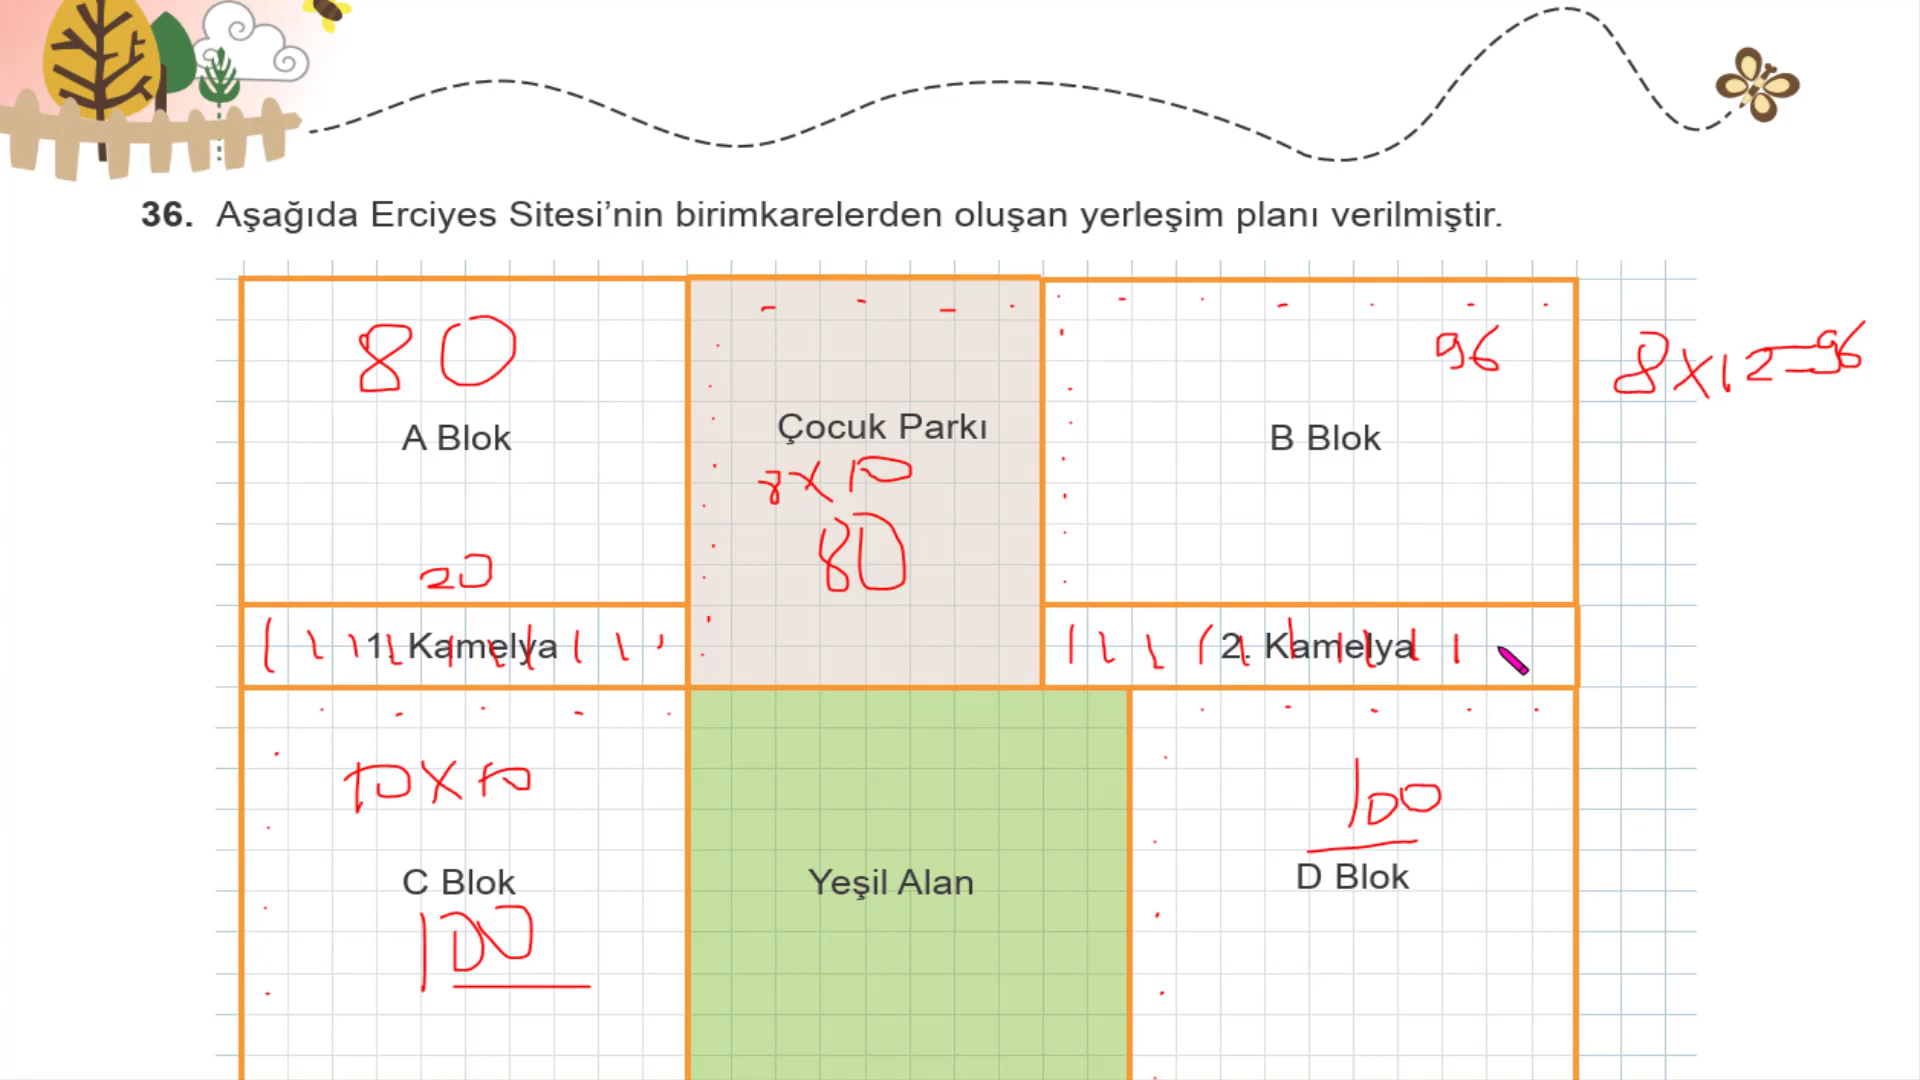 36. Aşağıda Erciyes Sitesi’nin birimkarelerden oluşan yerleşim planı verilmiştir.
80
A Blok
20
Çocuk Parkı
8x10
80
96
B Blok
8x12=96
1. Kamelya
2. Kamelya
10x10
C Blok
100
Yeşil Alan
100
D Blok